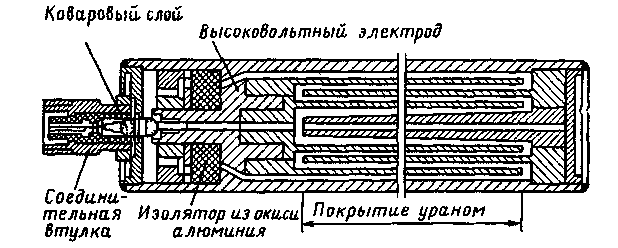 Коваровый слой
Высоковольтный электрод
Соедини-
тельная
втулка
Изолятор из окиси
алюминия
Покрытие ураном